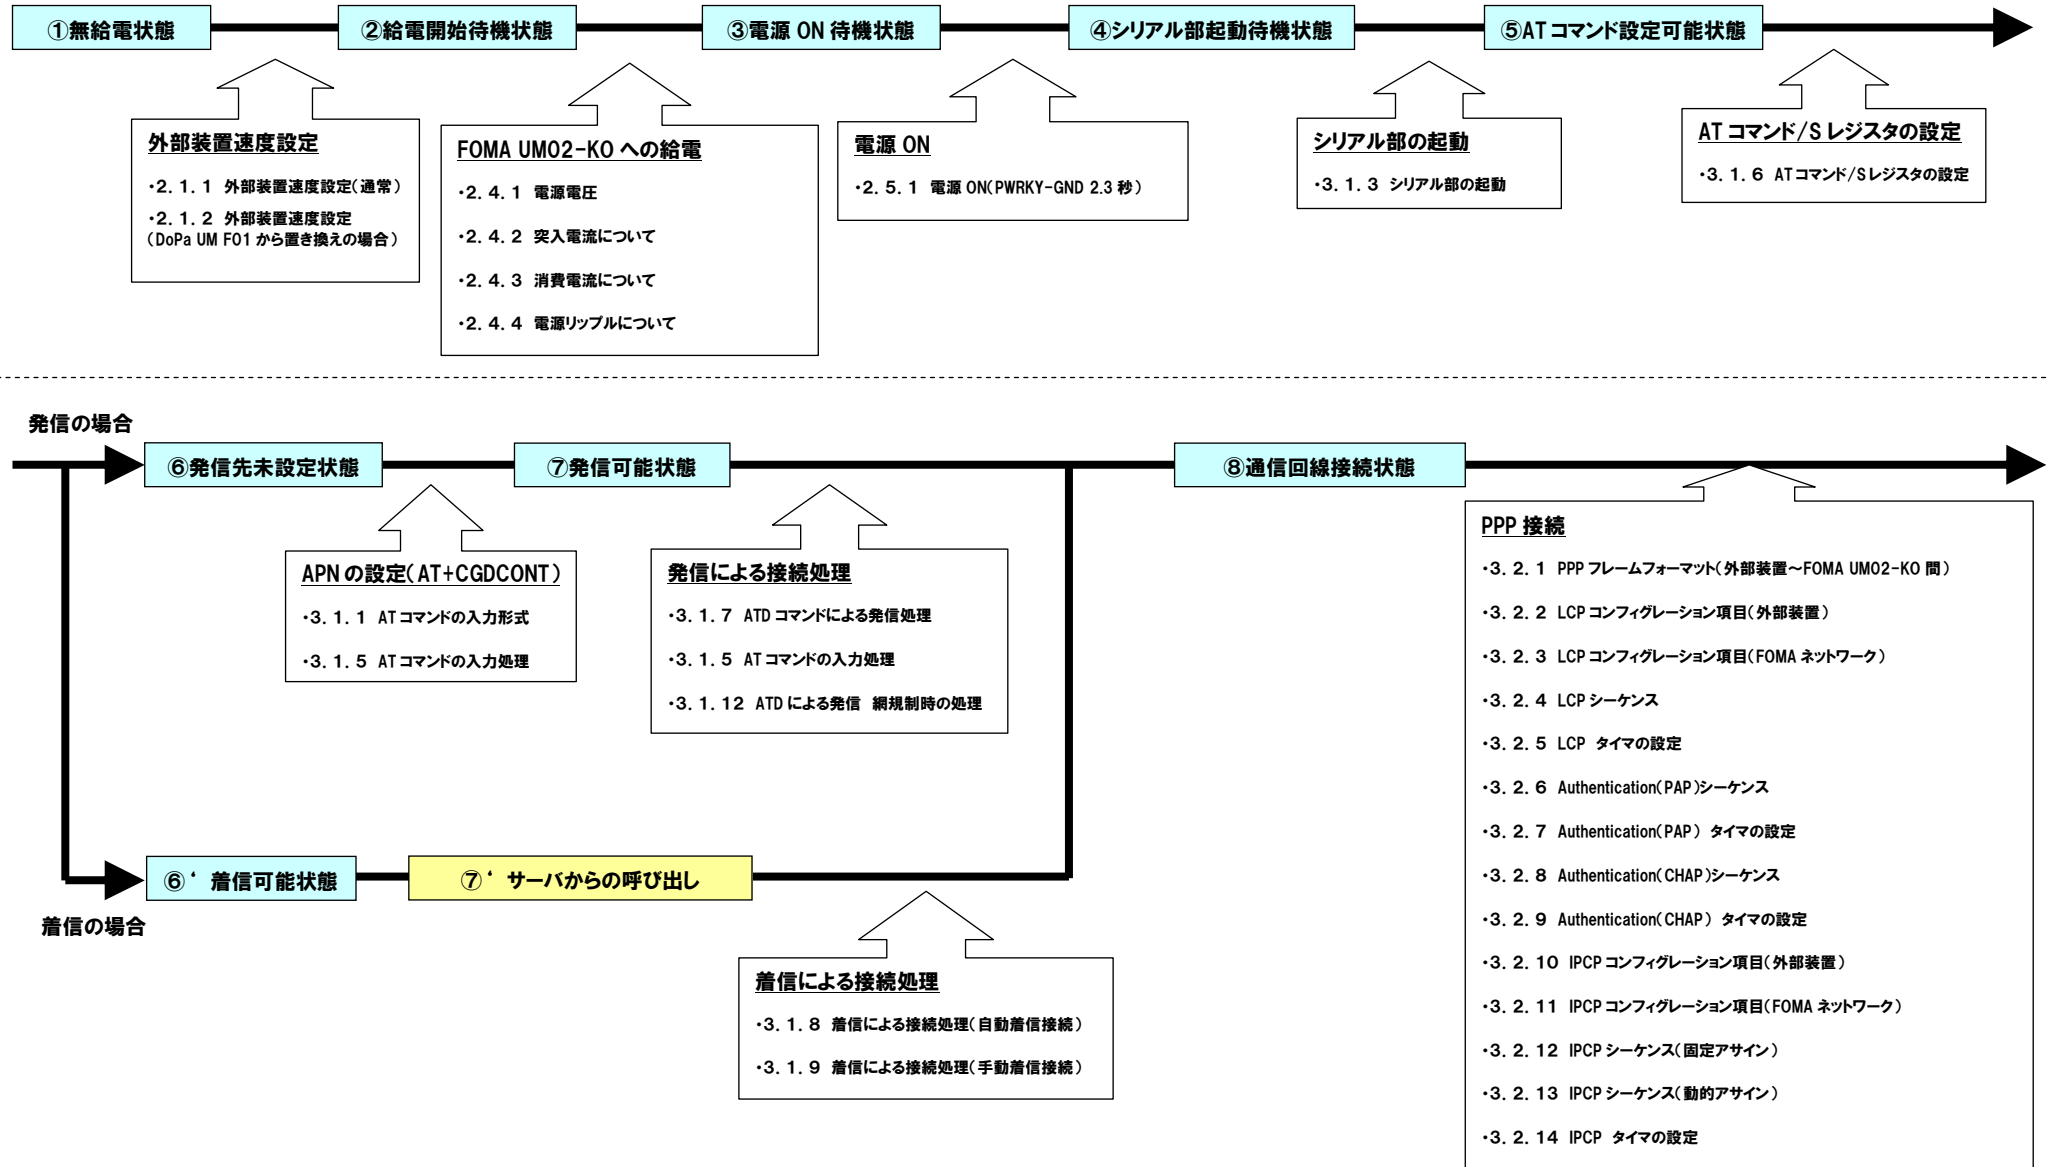 ①無給電状態
②給電開始待機状態
③電源 ON 待機状態
④シリアル部起動待機状態
⑤AT コマンド設定可能状態
外部装置速度設定
・2.1.1 外部装置速度設定(通常)
・2.1.2 外部装置速度設定
(DoPa UM F01 から置き換えの場合)
FOMA UM02-KO への給電
・2.4.1 電源電圧
・2.4.2 突入電流について
・2.4.3 消費電流について
・2.4.4 電源リップルについて
電源 ON
・2.5.1 電源 ON(PWRKY-GND 2.3 秒)
シリアル部の起動
・3.1.3 シリアル部の起動
AT コマンド/S レジスタの設定
・3.1.6 AT コマンド/S レジスタの設定
発信の場合
⑥発信先未設定状態
⑦発信可能状態
⑧通信回線接続状態
APN の設定(AT+CGDCONT)
・3.1.1 AT コマンドの入力形式
・3.1.5 AT コマンドの入力処理
発信による接続処理
・3.1.7 ATD コマンドによる発信処理
・3.1.5 AT コマンドの入力処理
・3.1.12 ATD による発信 網規制時の処理
⑥‘ 着信可能状態
⑦‘ サーバからの呼び出し
着信の場合
着信による接続処理
・3.1.8 着信による接続処理(自動着信接続)
・3.1.9 着信による接続処理(手動着信接続)
PPP 接続
・3.2.1 PPP フレームフォーマット(外部装置～FOMA UM02-KO 間)
・3.2.2 LCP コンフィグレーション項目(外部装置)
・3.2.3 LCP コンフィグレーション項目(FOMA ネットワーク)
・3.2.4 LCP シーケンス
・3.2.5 LCP タイマの設定
・3.2.6 Authentication(PAP)シーケンス
・3.2.7 Authentication(PAP) タイマの設定
・3.2.8 Authentication(CHAP)シーケンス
・3.2.9 Authentication(CHAP) タイマの設定
・3.2.10 IPCP コンフィグレーション項目(外部装置)
・3.2.11 IPCP コンフィグレーション項目(FOMA ネットワーク)
・3.2.12 IPCP シーケンス(固定アサイン)
・3.2.13 IPCP シーケンス(動的アサイン)
・3.2.14 IPCP タイマの設定